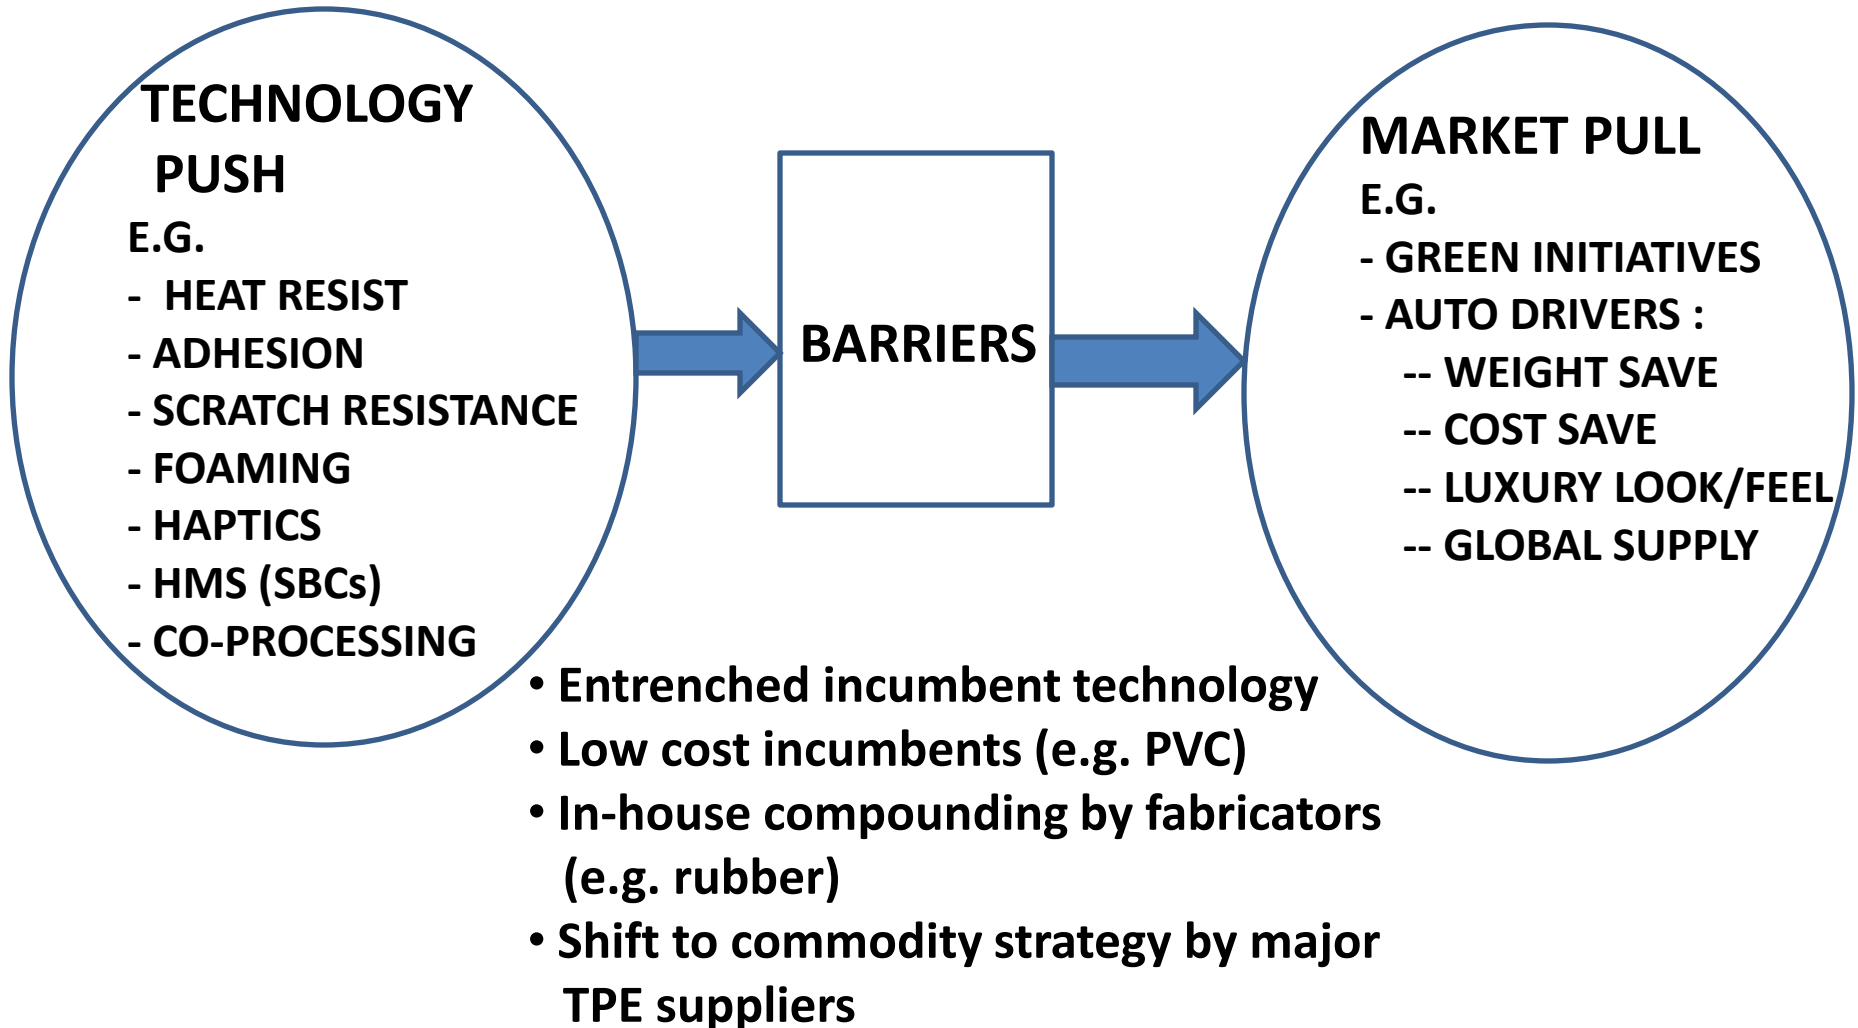 TECHNOLOGY
PUSH
E.G.
- HEAT RESIST
- ADHESION
- SCRATCH RESISTANCE
- FOAMING
- HAPTICS
- HMS (SBCs)
- CO-PROCESSING
BARRIERS
MARKET PULL
E.G.
- GREEN INITIATIVES
- AUTO DRIVERS :
-- WEIGHT SAVE
-- COST SAVE
-- LUXURY LOOK/FEEL
-- GLOBAL SUPPLY
• Entrenched incumbent technology
• Low cost incumbents (e.g. PVC)
• In-house compounding by fabricators
(e.g. rubber)
• Shift to commodity strategy by major
TPE suppliers